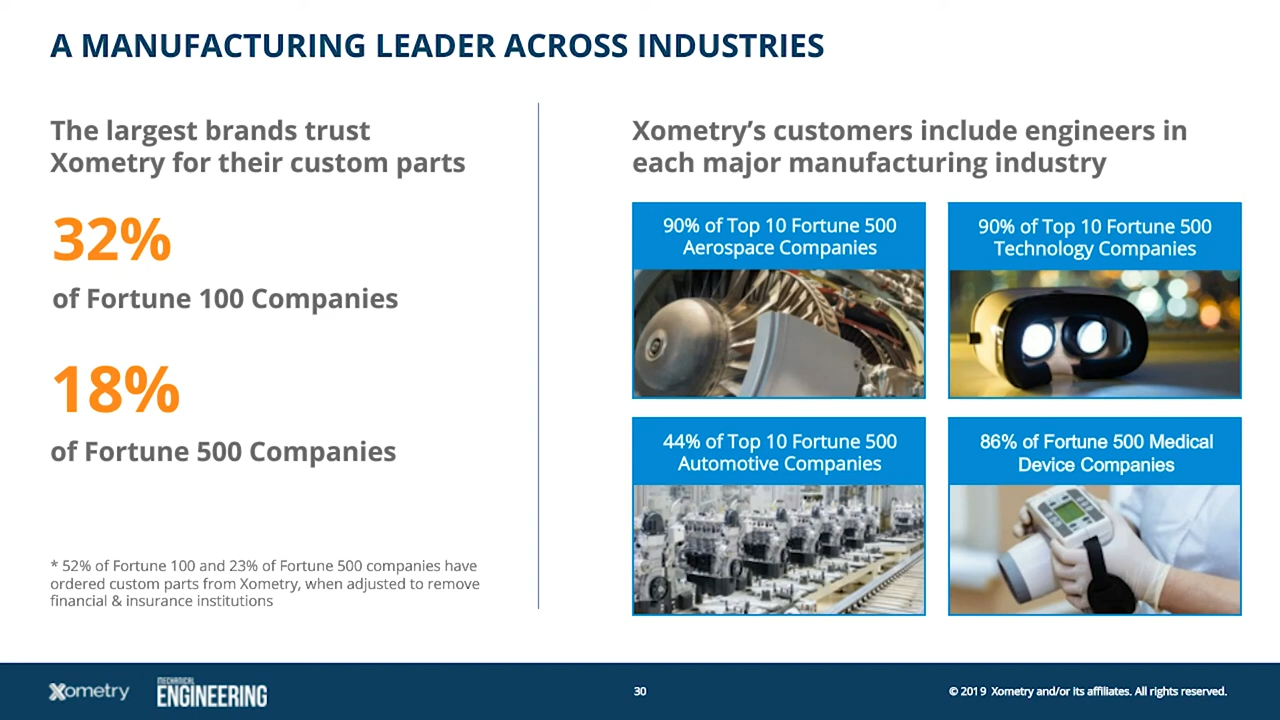 A MANUFACTURING LEADER ACROSS INDUSTRIES
The largest brands trust
Xometry for their custom parts
32%
of Fortune 100 Companies
18%
of Fortune 500 Companies
* 52% of Fortune 100 and 23% of Fortune 500 companies have
ordered custom parts from Xometry, when adjusted to remove
financial & insurance institutions
Xometry’s customers include engineers in
each major manufacturing industry
90% of Top 10 Fortune 500
Aerospace Companies
90% of Top 10 Fortune 500
Technology Companies
44% of Top 10 Fortune 500
Automotive Companies
86% of Fortune 500 Medical
Device Companies
Xometry
MECHANICAL
ENGINEERING
30
© 2019 Xometry and/or its affiliates. All rights reserved.